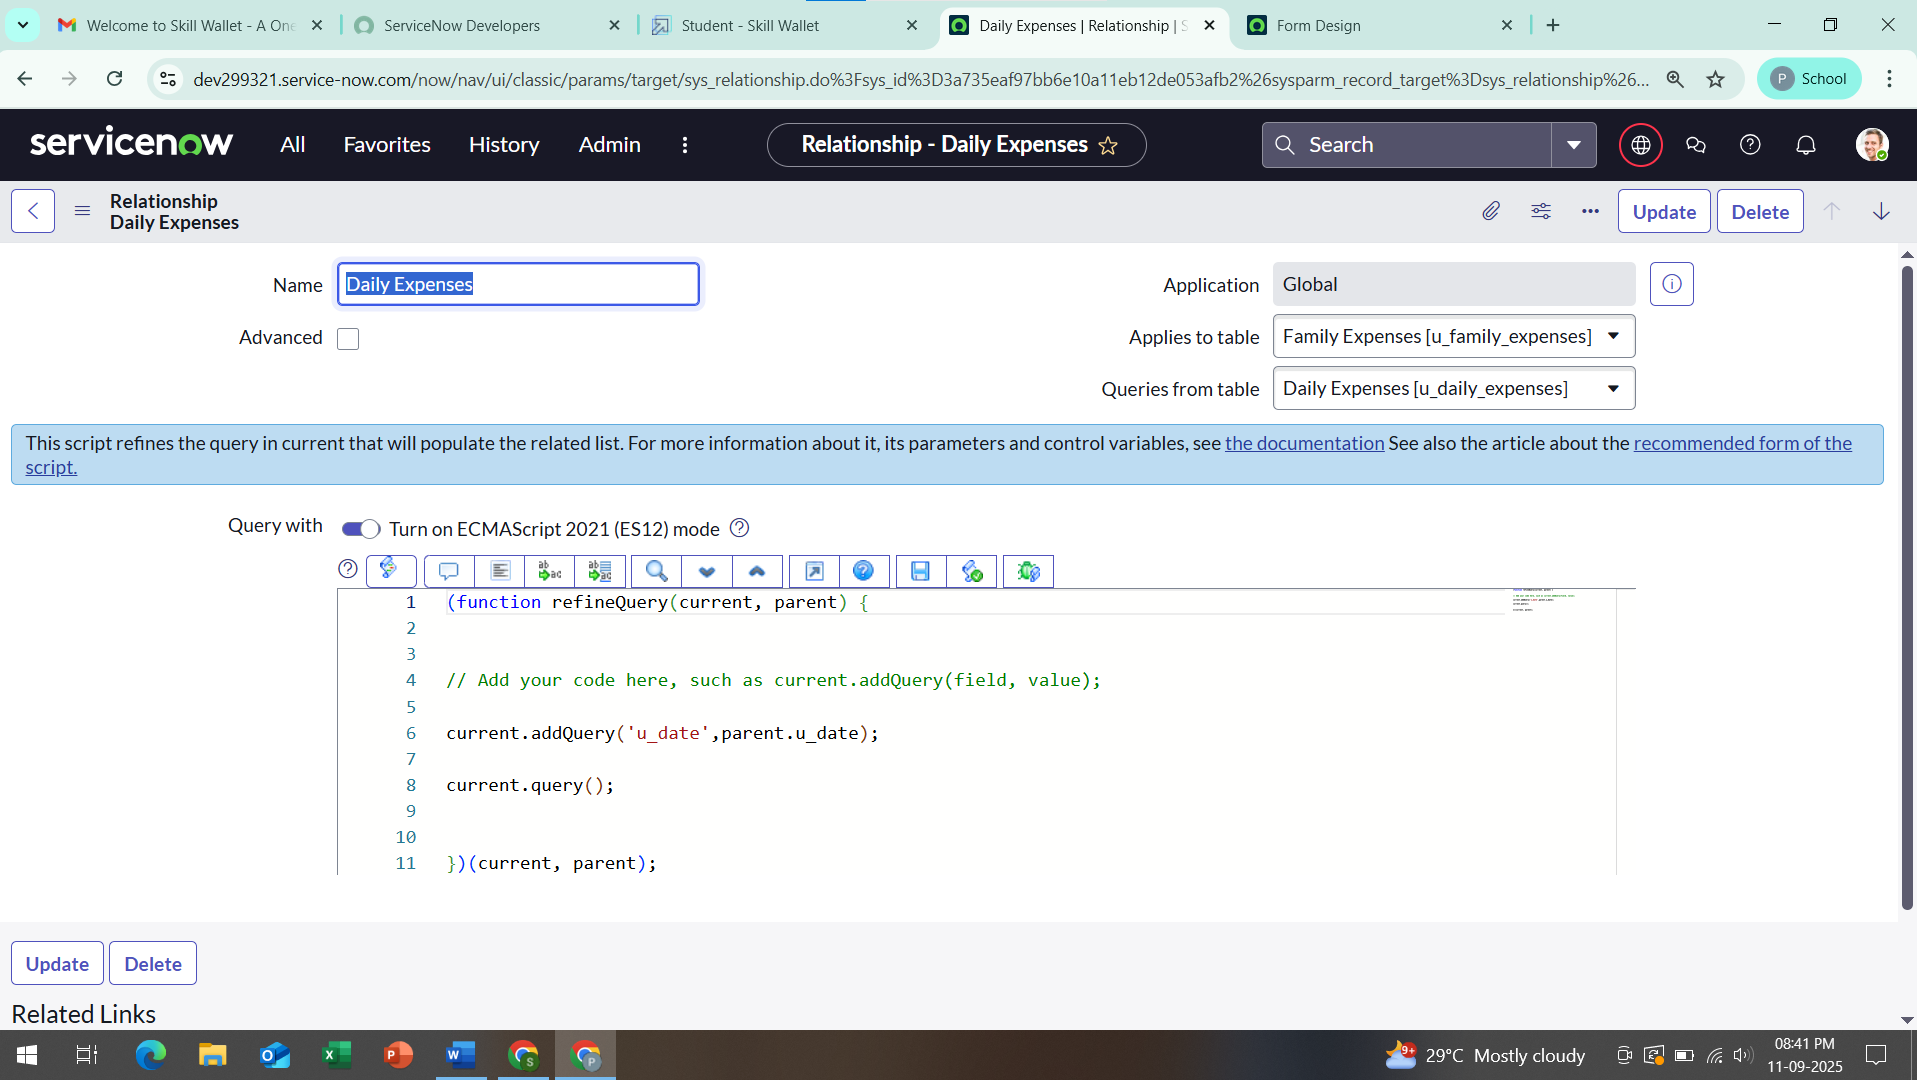 Welcome to Skill Wallet - A One
ServiceNow Developers
Student - Skill Wallet
Daily Expenses | Relationship | S
Form Design
dev299321.service-now.com/now/nav/ui/classic/params/target/sys_relationship.do%3Fsys_id%3D3a735eaf97bb6e10a11eb12de053afb2%26sysparm_record_target%3Dsys_relationship%26...
P School
servicenow All Favorites History Admin
Relationship - Daily Expenses
Search
Relationship
Daily Expenses
Update Delete
Name Daily Expenses
Application Global
Advanced
Applies to table Family Expenses [u_family_expenses]
Queries from table Daily Expenses [u_daily_expenses]
This script refines the query in current that will populate the related list. For more information about it, its parameters and control variables, see the documentation See also the article about the recommended form of the
script.
Query with Turn on ECMAScript 2021 (ES12) mode
1 (function refineQuery(current, parent) {
2
3
4 // Add your code here, such as current.addQuery(field, value);
5
6 current.addQuery('u_date',parent.u_date);
7
8 current.query();
9
10
11 })(current, parent);
Update Delete
Related Links
29°C Mostly cloudy
08:41 PM
11-09-2025